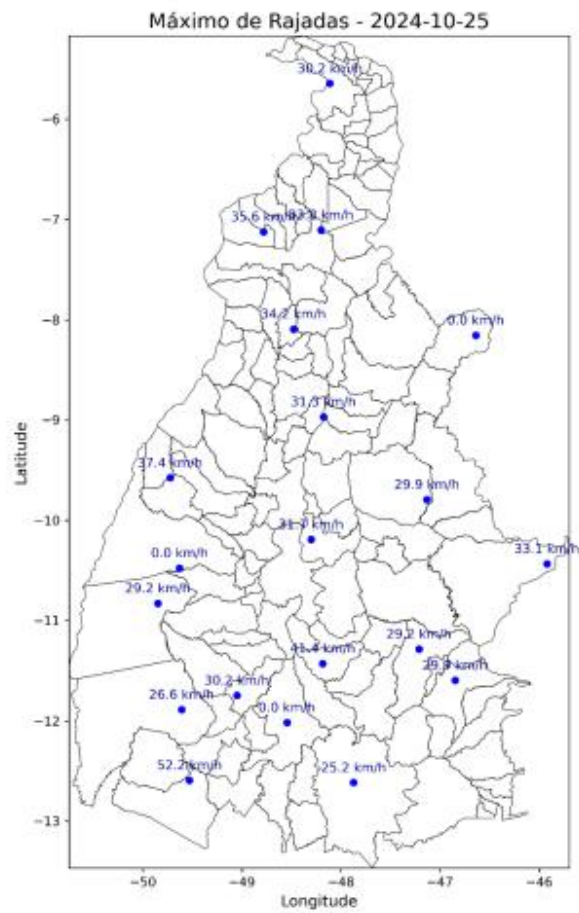 Máximo de Rajadas - 2024-10-25
30.2 km/h
35.6 km/h
km/h
34.2 km/h
0.0 km/h
31.3 km/h
37.4 km/h
29.9 km/h
km/h
0.0 km/h
33.1 km/h
29.2 km/h
29.2 km/h
41.4 km/h
km/h
30.2 km/h
26.6 km/h
0.0 km/h
52.2 km/h
25.2 km/h
−6
−7
−8
−9
−10
−11
−12
−13
Latitude
−50
−49
−48
−47
−46
Longitude